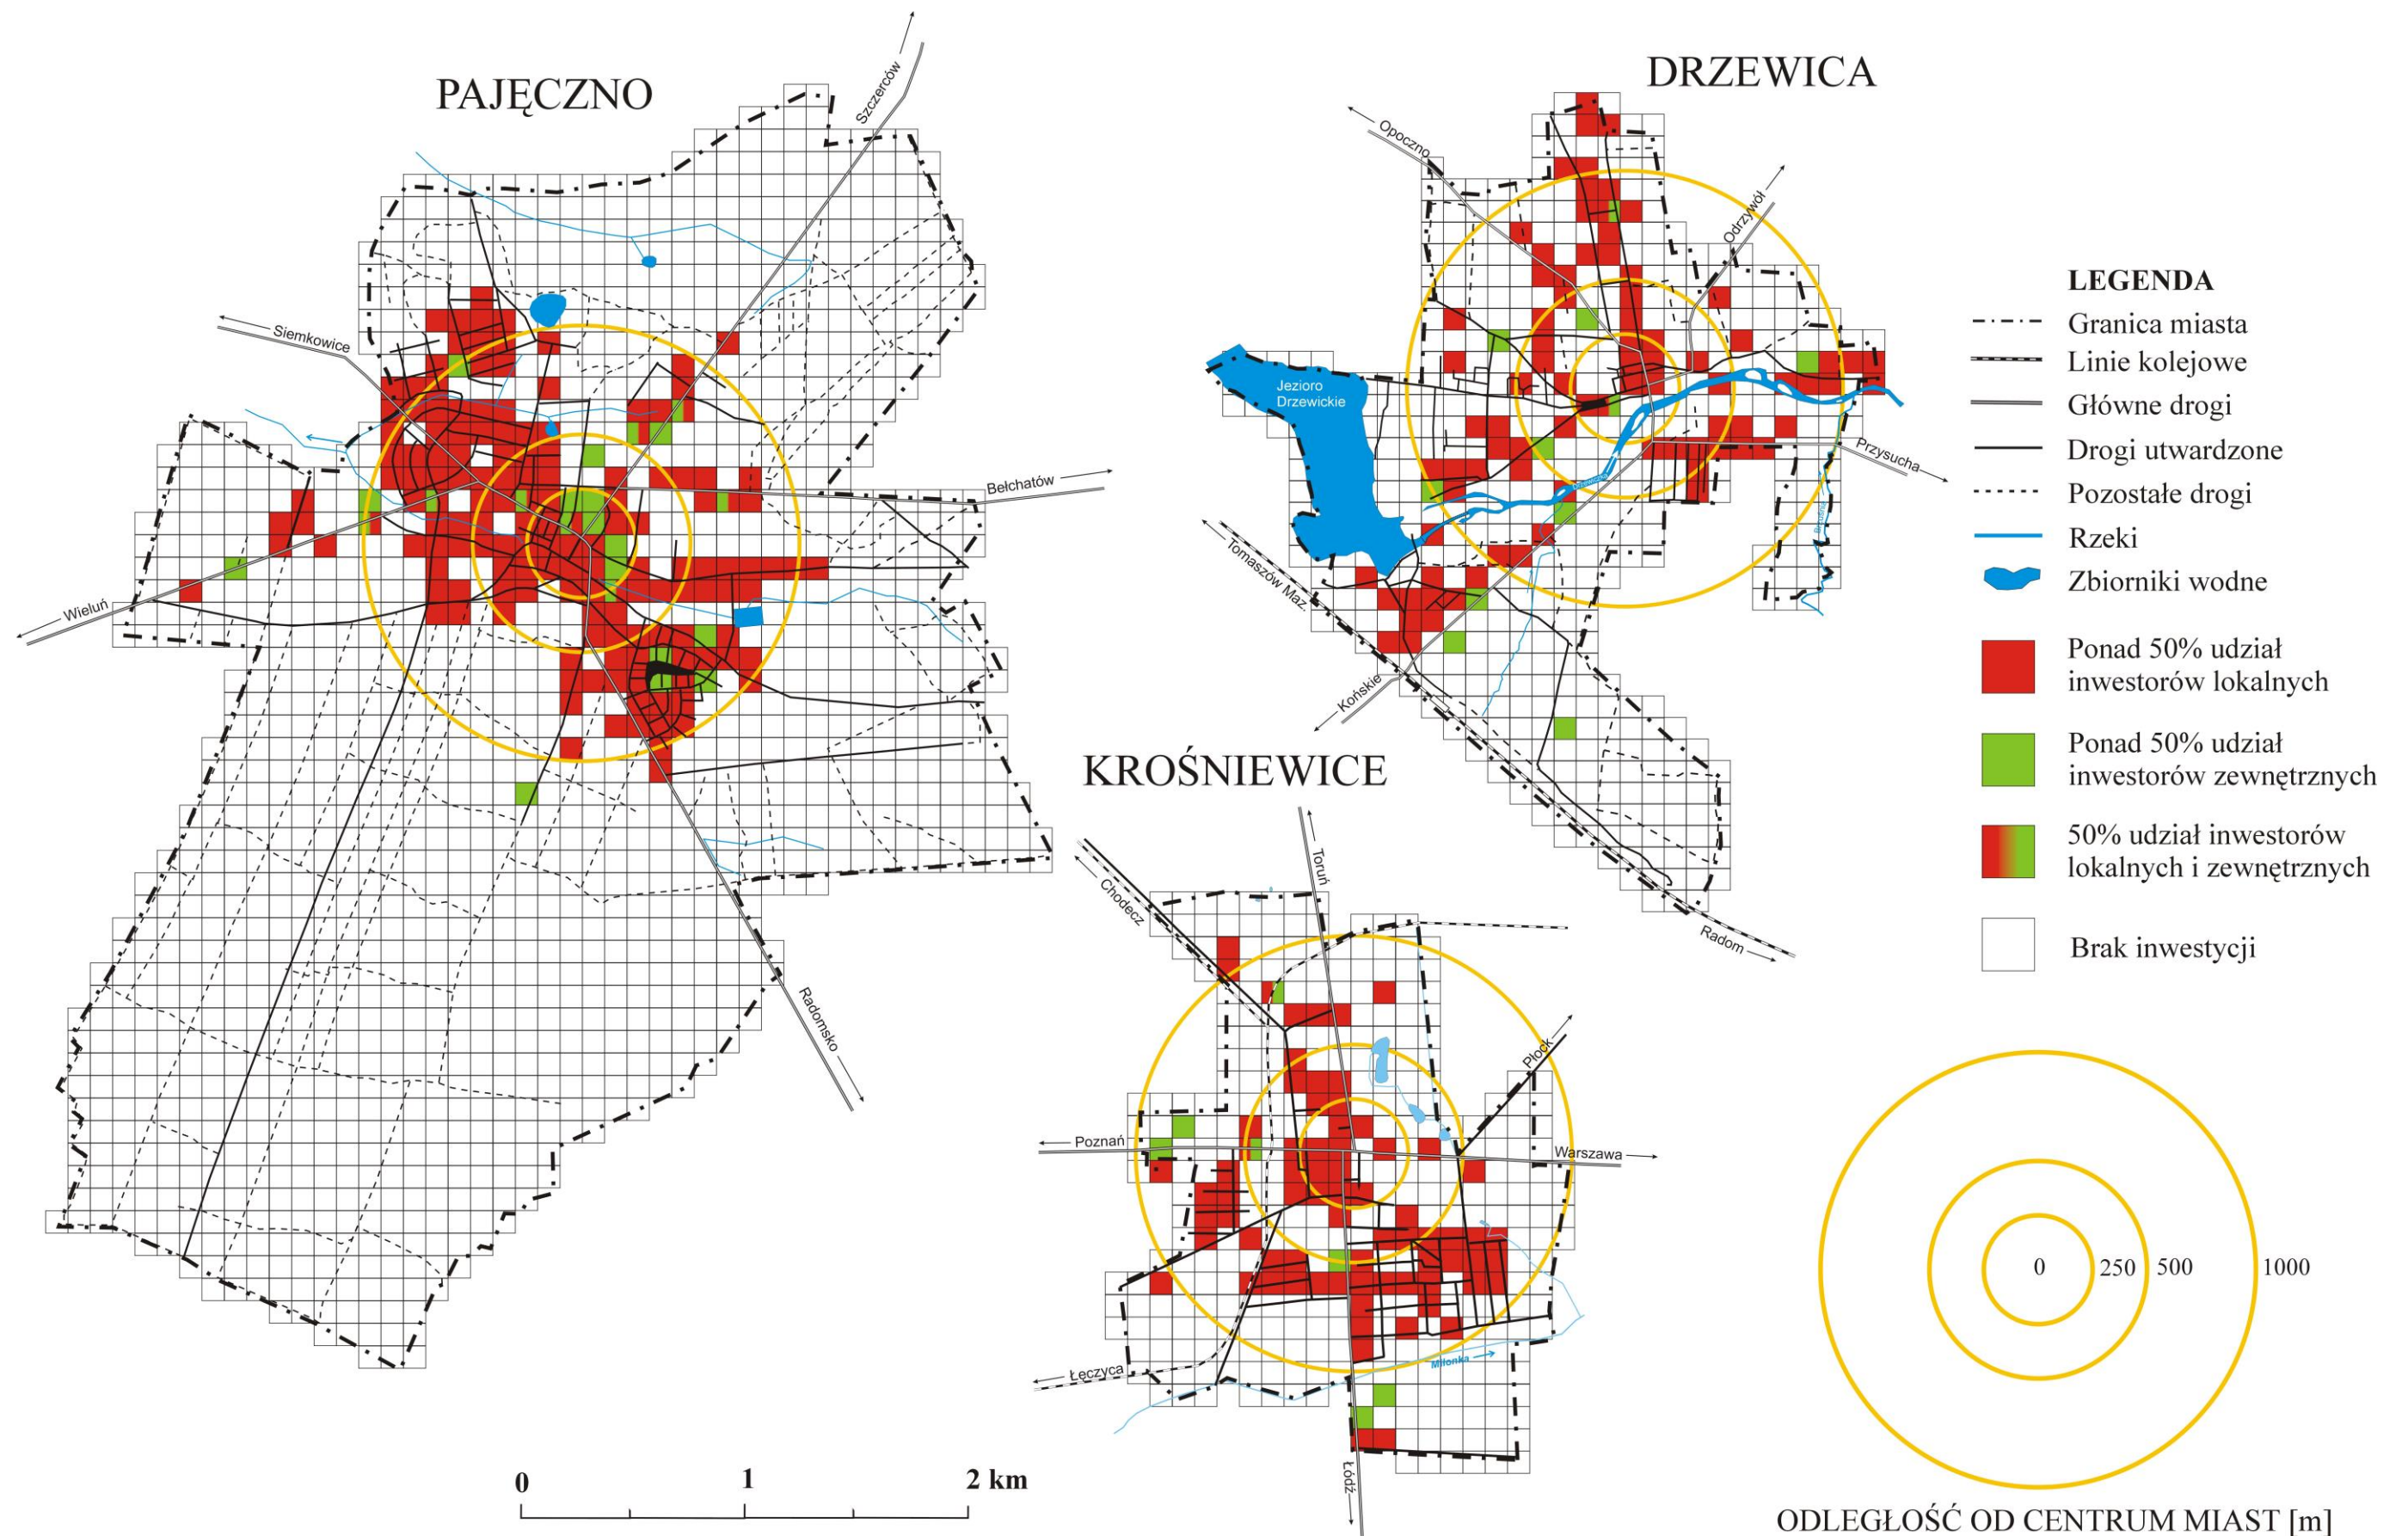 PAJĘCZNO
Szczerców
Siemkowice
Bełchatów
Wieluń
Radomsko
DRZEWICA
Opoczno
Odrzywół
Jezioro
Drzewickie
Przysucha
Drzewiczka
Tomaszów Maz.
Końskie
Radom
KROŚNIEWICE
Toruń
Chodecz
Płock
Poznań
Warszawa
Łęczyca
Miłonka
Łódź
0 1 2 km
LEGENDA
Granica miasta
Linie kolejowe
Główne drogi
Drogi utwardzone
Pozostałe drogi
Rzeki
Zbiorniki wodne
Ponad 50% udział
inwestorów lokalnych
Ponad 50% udział
inwestorów zewnętrznych
50% udział inwestorów
lokalnych i zewnętrznych
Brak inwestycji
0 250 500 1000
ODLEGŁOŚĆ OD CENTRUM MIAST [m]